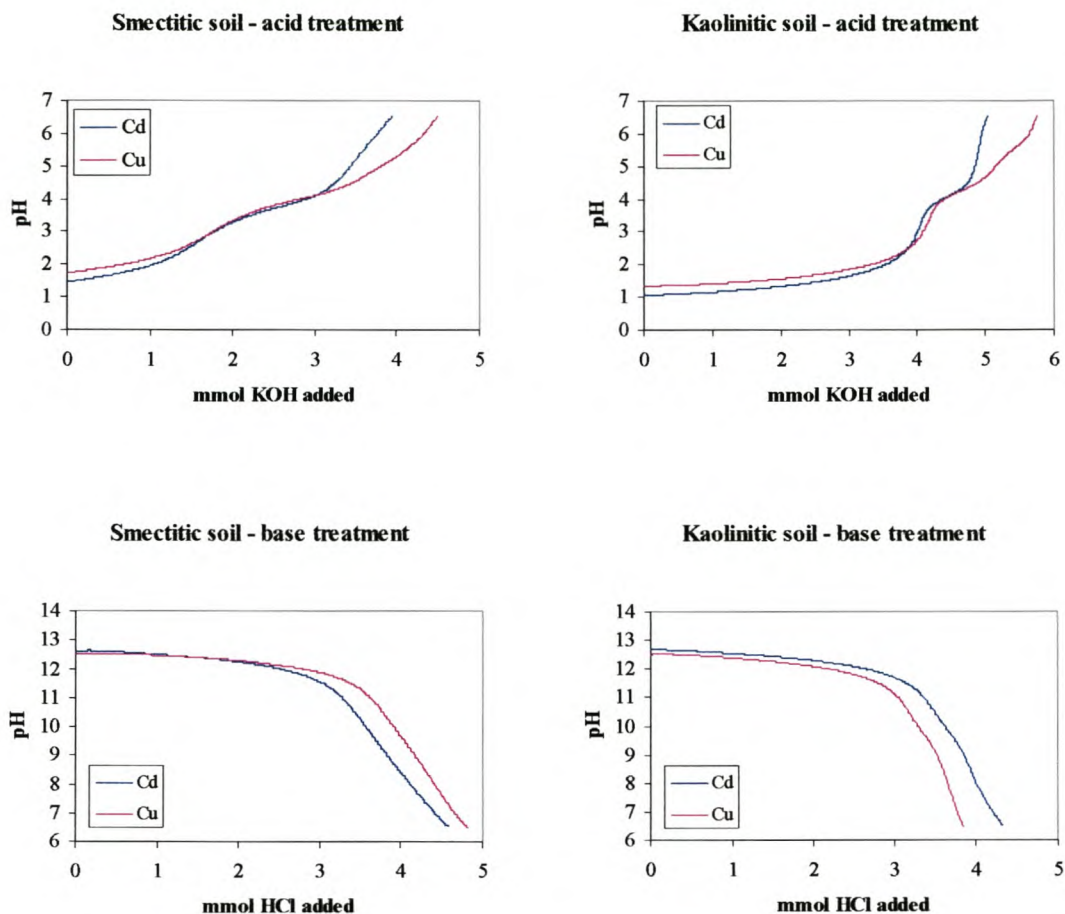 Smectitic soil - acid treatment
7
6
5
4
3
2
1
0
pH
Cd
Cu
0 1 2 3 4 5
mmol KOH added
Kaolinitic soil - acid treatment
7
6
5
4
3
2
1
0
pH
Cd
Cu
0 1 2 3 4 5 6
mmol KOH added
Smectitic soil - base treatment
14
13
12
11
10
9
8
7
6
pH
Cd
Cu
0 1 2 3 4 5
mmol HCl added
Kaolinitic soil - base treatment
14
13
12
11
10
9
8
7
6
pH
Cd
Cu
0 1 2 3 4 5
mmol HCl added